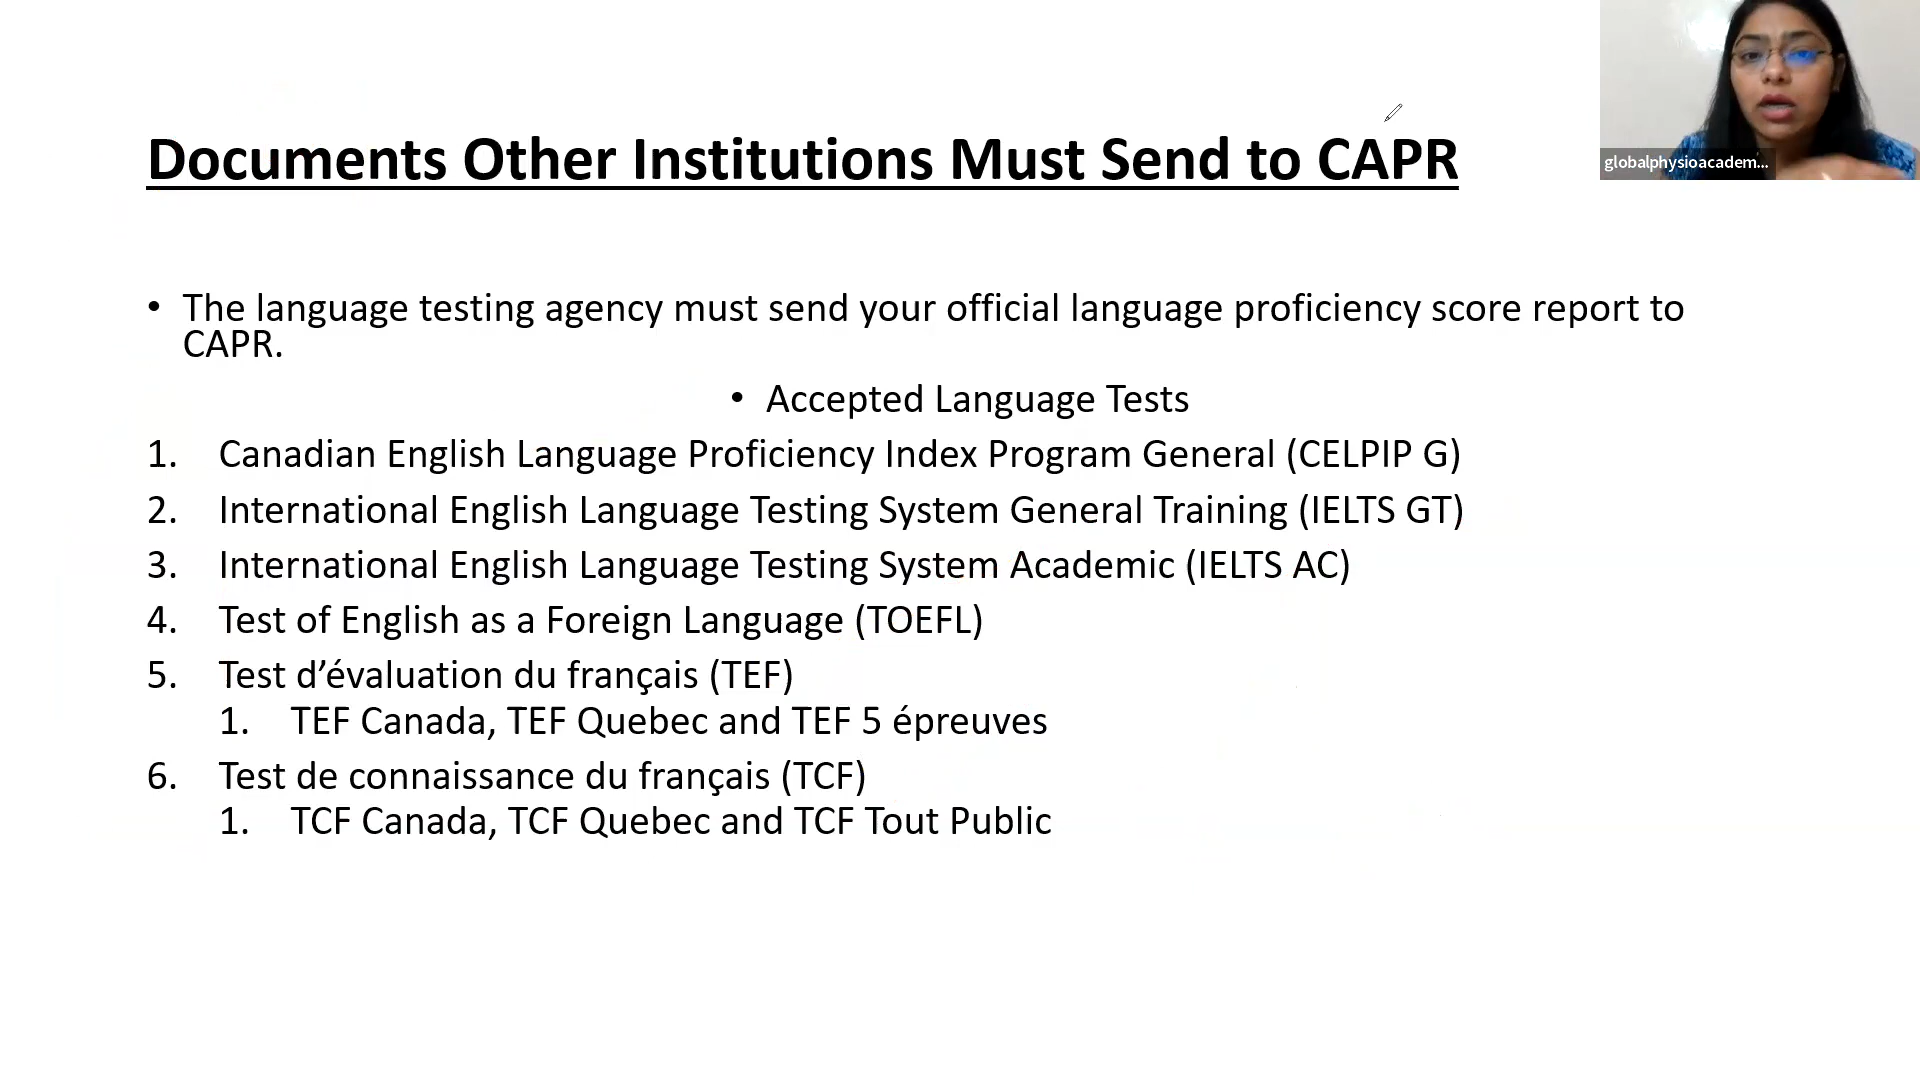 Documents Other Institutions Must Send to CAPR
globalphysioacadem...
• The language testing agency must send your official language proficiency score report to
CAPR.
• Accepted Language Tests
1. Canadian English Language Proficiency Index Program General (CELPIP G)
2. International English Language Testing System General Training (IELTS GT)
3. International English Language Testing System Academic (IELTS AC)
4. Test of English as a Foreign Language (TOEFL)
5. Test d’évaluation du français (TEF)
1. TEF Canada, TEF Quebec and TEF 5 épreuves
6. Test de connaissance du français (TCF)
1. TCF Canada, TCF Quebec and TCF Tout Public